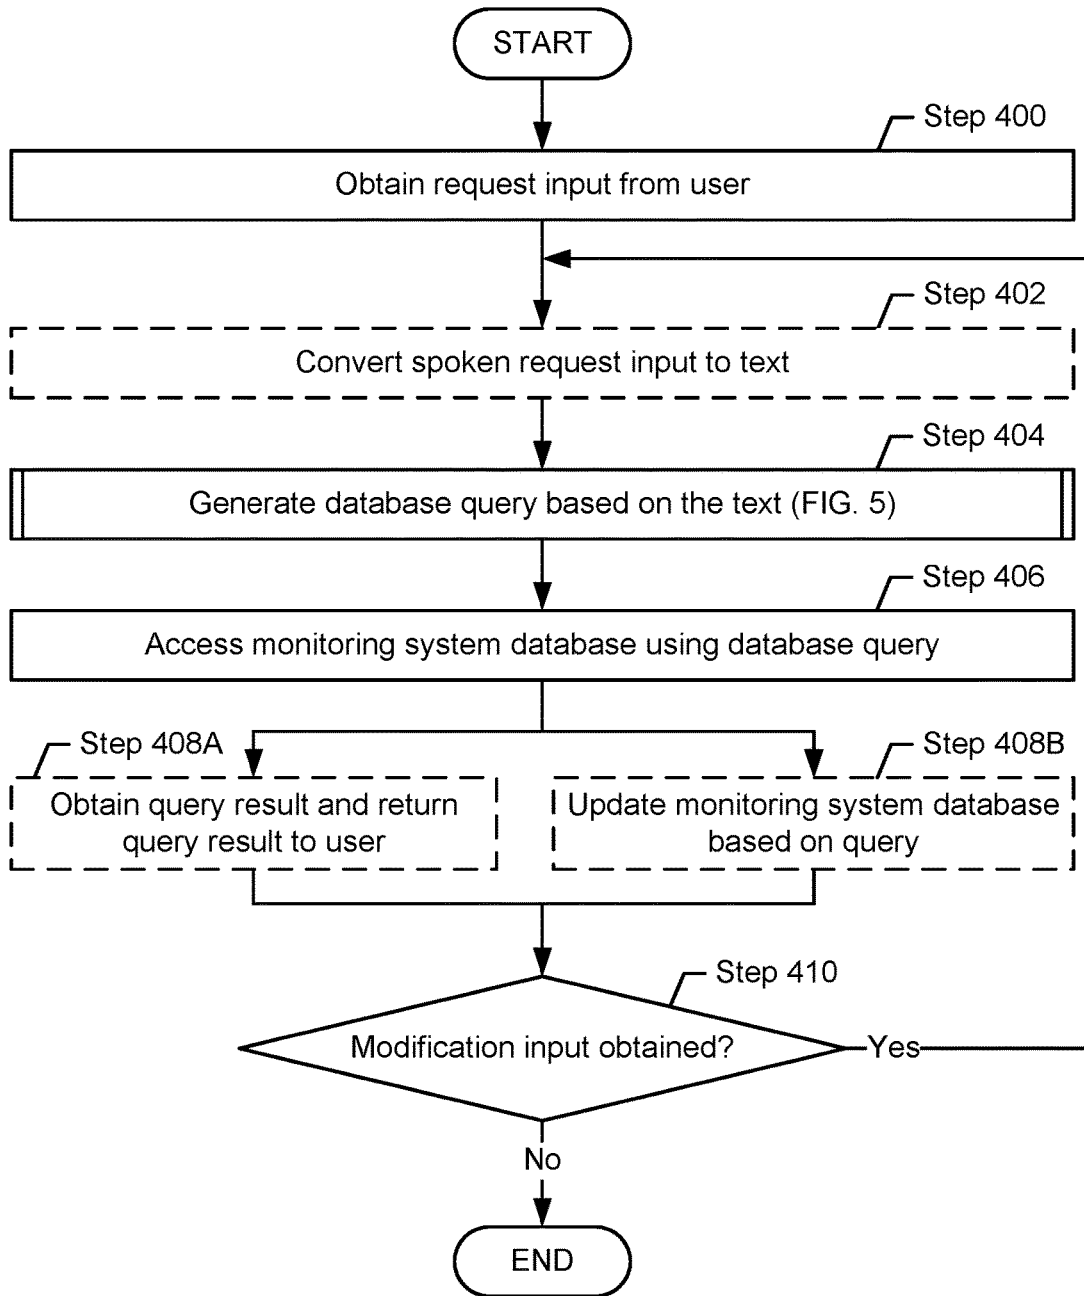 START
Step 400
Obtain request input from user
Step 402
Convert spoken request input to text
Step 404
Generate database query based on the text (FIG. 5)
Step 406
Access monitoring system database using database query
Step 408A
Obtain query result and return
query result to user
Step 408B
Update monitoring system database
based on query
Step 410
Modification input obtained?
Yes
No
END